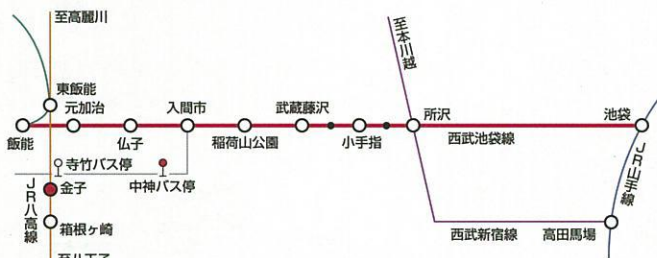 至高麗川
至本川越
東飯能
元加治
入間市
武蔵藤沢
所沢
池袋
飯能
仏子
稲荷山公園
小手指
西武池袋線
寺竹バス停
中神バス停
金子
JR八高線
JR山手線
箱根ヶ崎
西武新宿線
高田馬場
至八王子